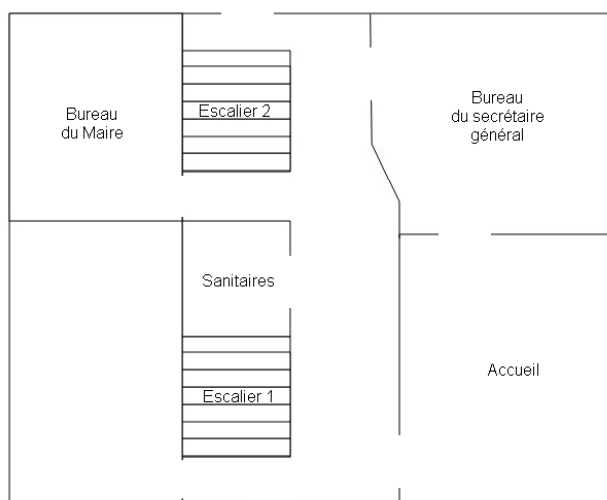 Bureau
du Maire
Escalier 2
Bureau
du secrétaire
général
Sanitaires
Escalier 1
Accueil